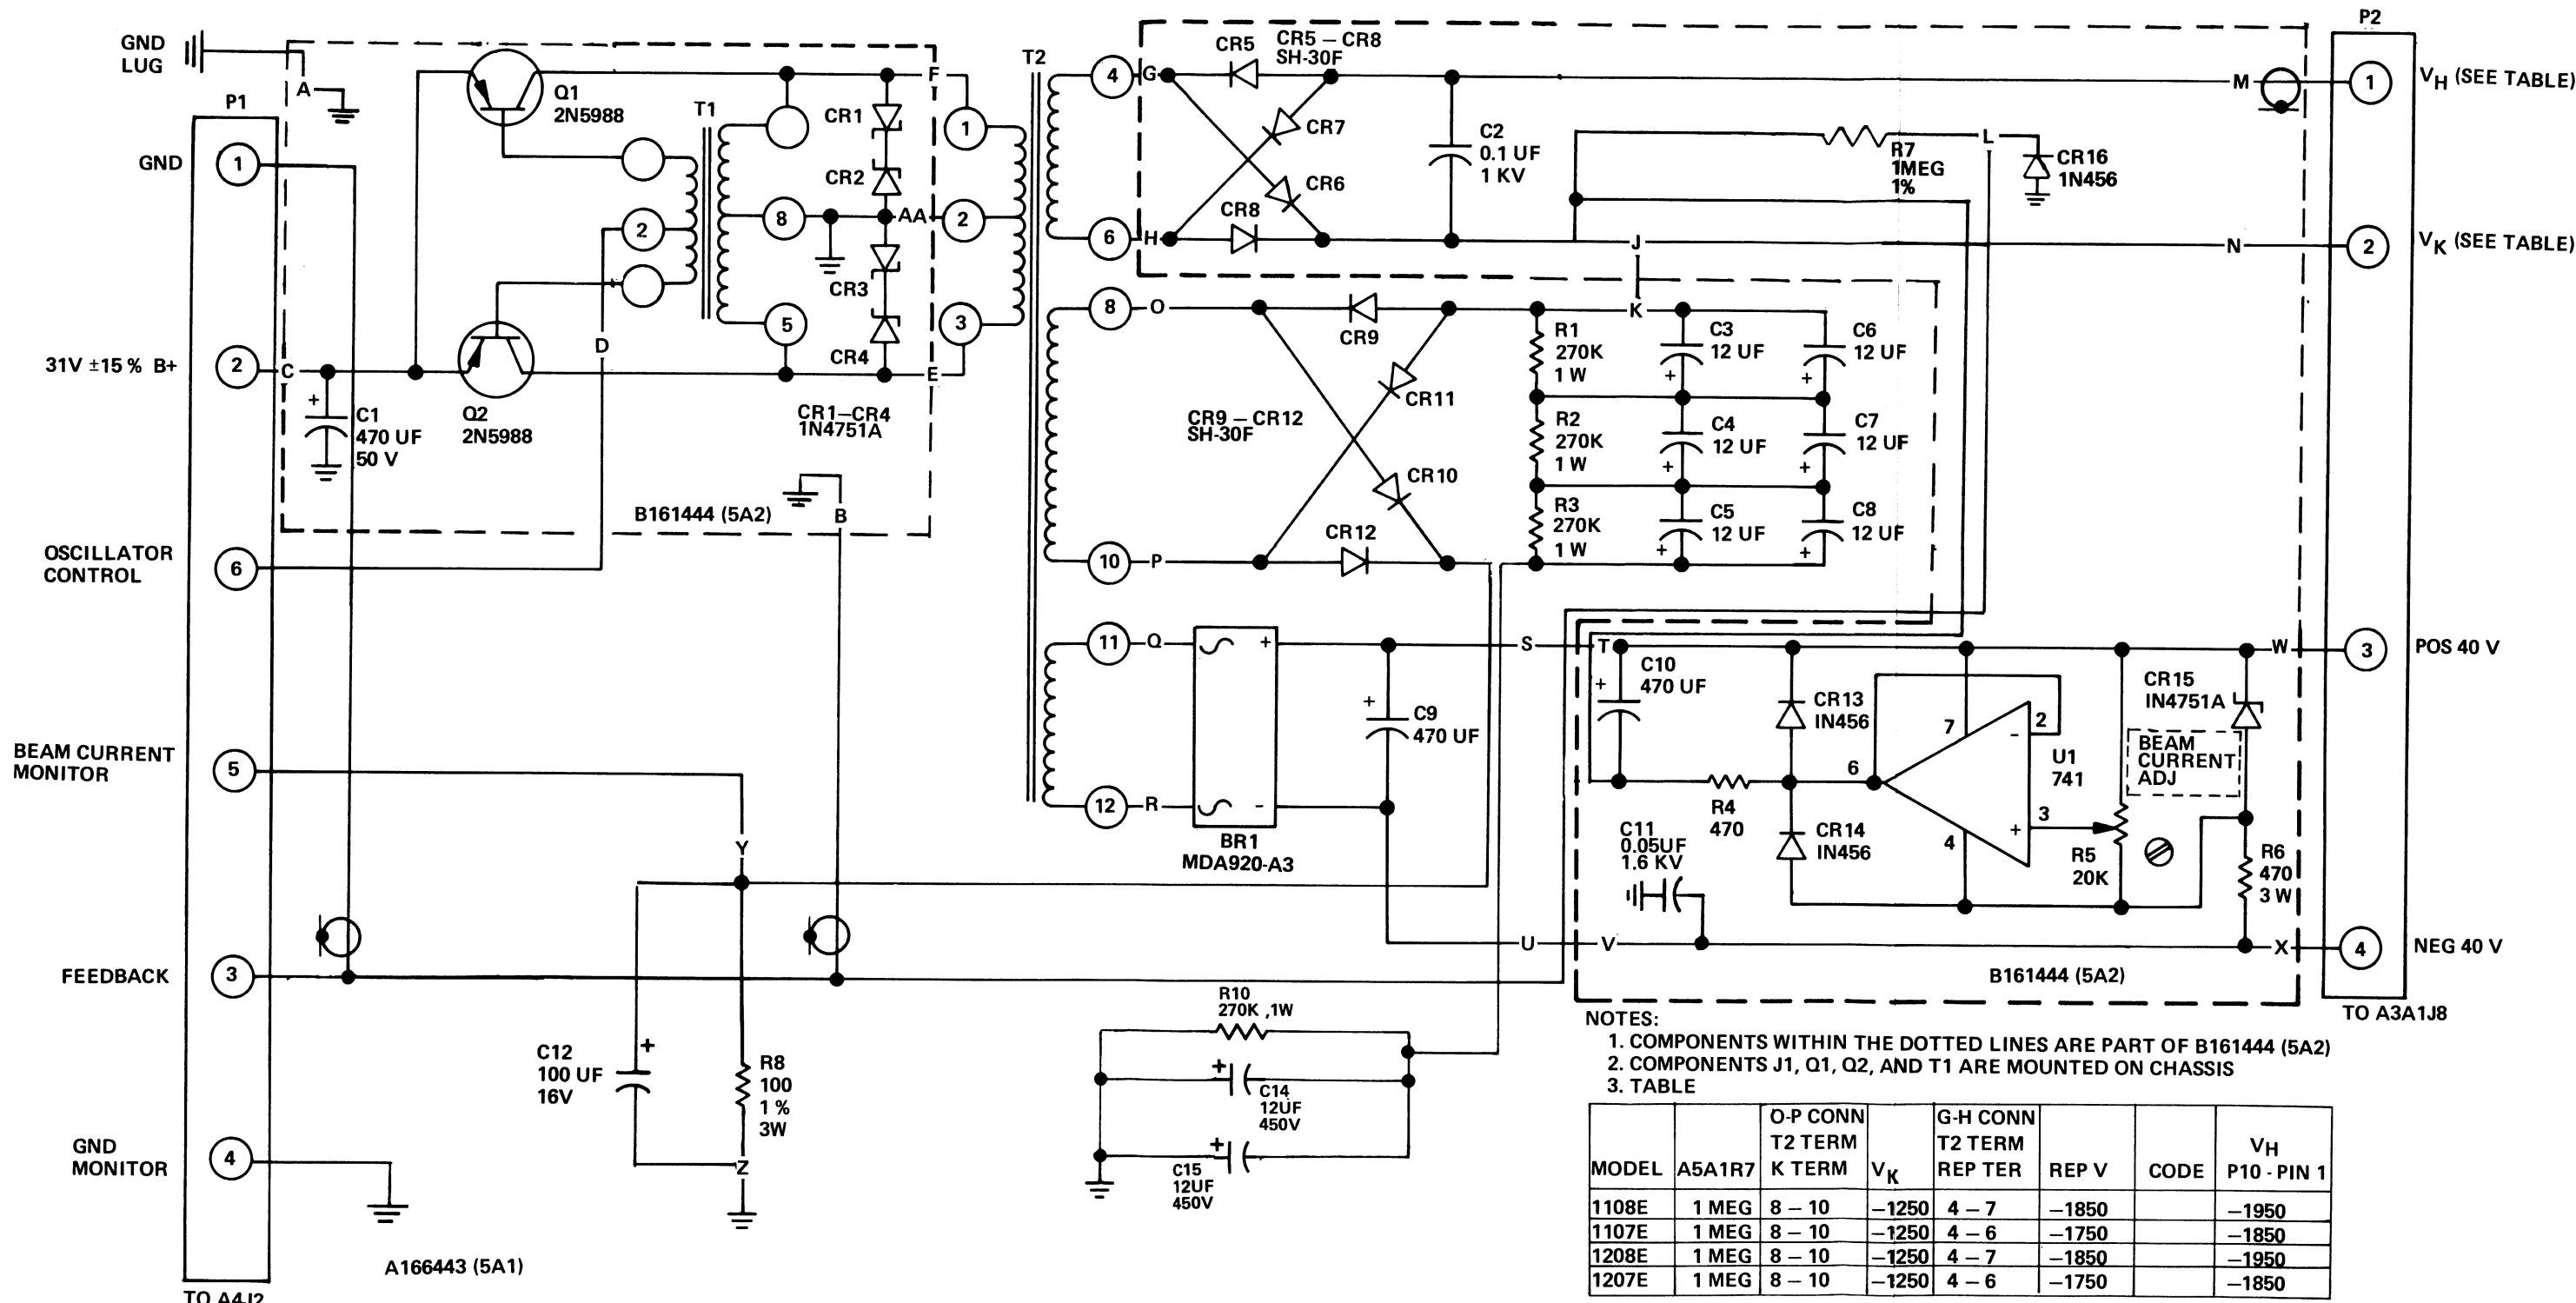 GND
LUG
A
P1
GND
1
31V ±15 % B+
2
C
+
C1
470 UF
50 V
OSCILLATOR
CONTROL
6
BEAM CURRENT
MONITOR
5
FEEDBACK
3
GND
MONITOR
4
TO A4J2
A166443 (5A1)
Q1
2N5988
Q2
2N5988
2
D
T1
8
5
CR1
CR2
CR3
CR4
CR1–CR4
1N4751A
F
AA
E
B
B161444 (5A2)
1
2
3
T2
4
G
6
H
8
O
10
P
11
Q
12
R
CR5
CR5 – CR8
SH-30F
CR7
CR6
CR8
C2
0.1 UF
1 KV
R7
1MEG
1%
L
CR16
1N456
M
J
N
K
P2
1
VH (SEE TABLE)
2
VK (SEE TABLE)
CR9
CR11
CR9 – CR12
SH-30F
CR10
CR12
R1
270K
1 W
R2
270K
1 W
R3
270K
1 W
C3
12 UF
+
C4
12 UF
+
C5
12 UF
+
C6
12 UF
+
C7
12 UF
+
C8
12 UF
+
+
-
BR1
MDA920-A3
+
C9
470 UF
S
T
U
V
C10
470 UF
+
CR13
IN456
R4
470
CR14
IN456
C11
0.05UF
1.6 KV
7
2
-
6
U1
741
3
+
4
R5
20K
CR15
IN4751A
BEAM
CURRENT
ADJ
R6
470
3 W
W
3
POS 40 V
X
4
NEG 40 V
B161444 (5A2)
TO A3A1J8
Y
C12
100 UF
16V
+
R8
100
1 %
3W
Z
R10
270K ,1W
+
C14
12UF
450V
+
C15
12UF
450V
NOTES:
1. COMPONENTS WITHIN THE DOTTED LINES ARE PART OF B161444 (5A2)
2. COMPONENTS J1, Q1, Q2, AND T1 ARE MOUNTED ON CHASSIS
3. TABLE
MODEL A5A1R7 O-P CONN T2 TERM K TERM VK G-H CONN T2 TERM REP TER REP V CODE VH P10 - PIN 1
1108E 1 MEG 8 – 10 –1250 4 – 7 –1850 –1950
1107E 1 MEG 8 – 10 –1250 4 – 6 –1750 –1850
1208E 1 MEG 8 – 10 –1250 4 – 7 –1850 –1950
1207E 1 MEG 8 – 10 –1250 4 – 6 –1750 –1850